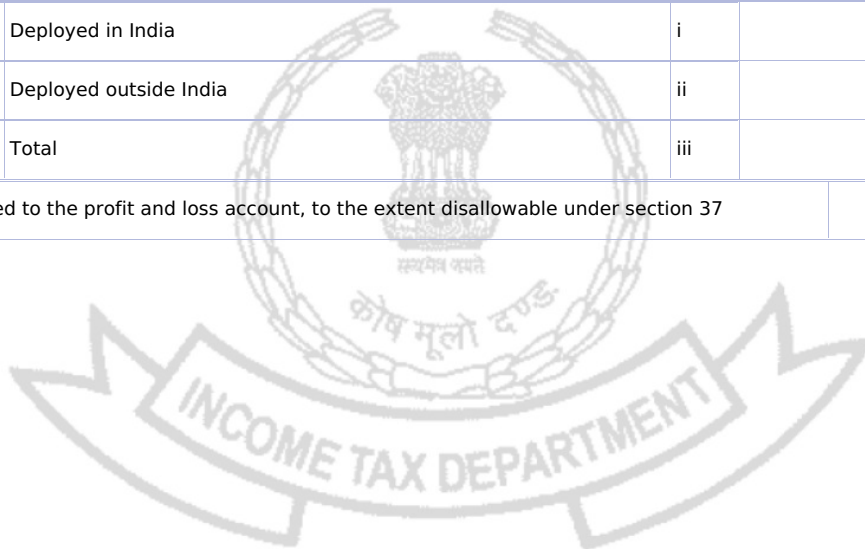 Deployed in India i
Deployed outside India ii
Total iii
ed to the profit and loss account, to the extent disallowable under section 37
सत्यमेव जयते
कोष मूलो दण्डः
INCOME TAX DEPARTMENT